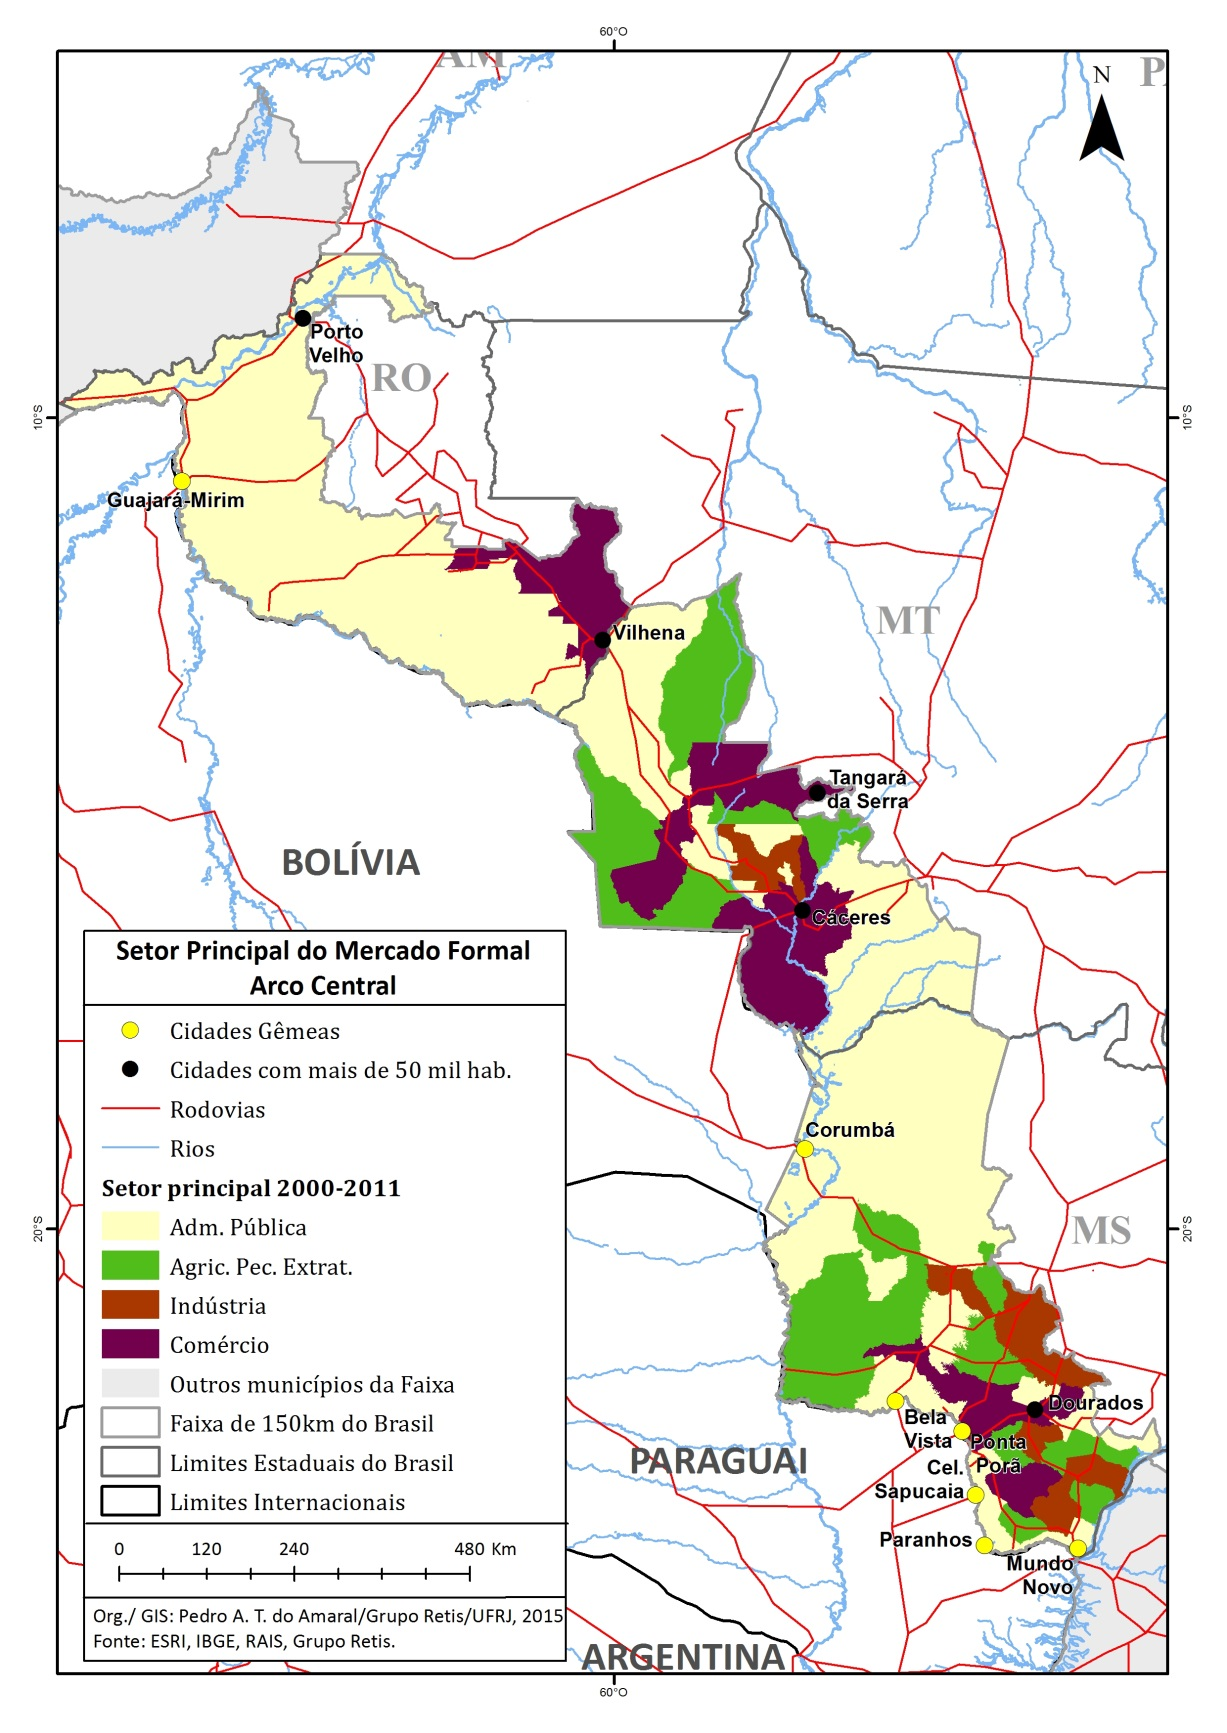 60°O
AM
P.
N
Porto
Velho
RO
10°S
10°S
Guajará-Mirim
MT
Vilhena
Tangará
da Serra
BOLÍVIA
Cáceres
Setor Principal do Mercado Formal
Arco Central
Cidades Gêmeas
Cidades com mais de 50 mil hab.
Rodovias
Rios
Setor principal 2000-2011
Adm. Pública
Agric. Pec. Extrat.
Indústria
Comércio
Outros municípios da Faixa
Faixa de 150km do Brasil
Limites Estaduais do Brasil
Limites Internacionais
0 120 240 480 Km
Org./ GIS: Pedro A. T. do Amaral/Grupo Retis/UFRJ, 2015
Fonte: ESRI, IBGE, RAIS, Grupo Retis.
Corumbá
20°S
20°S
MS
Dourados
Bela
Vista
Ponta
Porã
PARAGUAI
Cel.
Sapucaia
Paranhos
Mundo
Novo
ARGENTINA
60°O